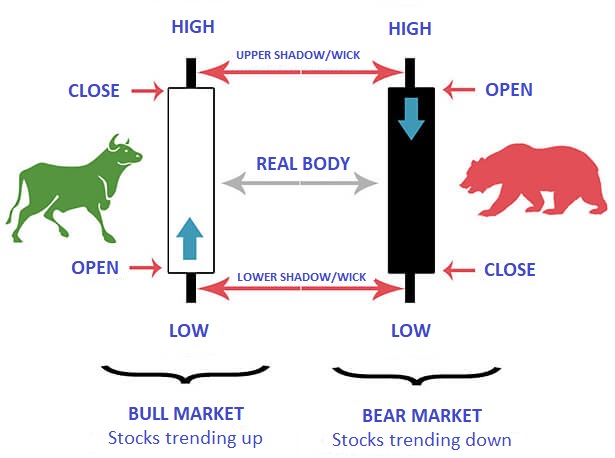 HIGH
HIGH
UPPER SHADOW/WICK
CLOSE
OPEN
REAL BODY
OPEN
CLOSE
LOWER SHADOW/WICK
LOW
LOW
BULL MARKET
Stocks trending up
BEAR MARKET
Stocks trending down